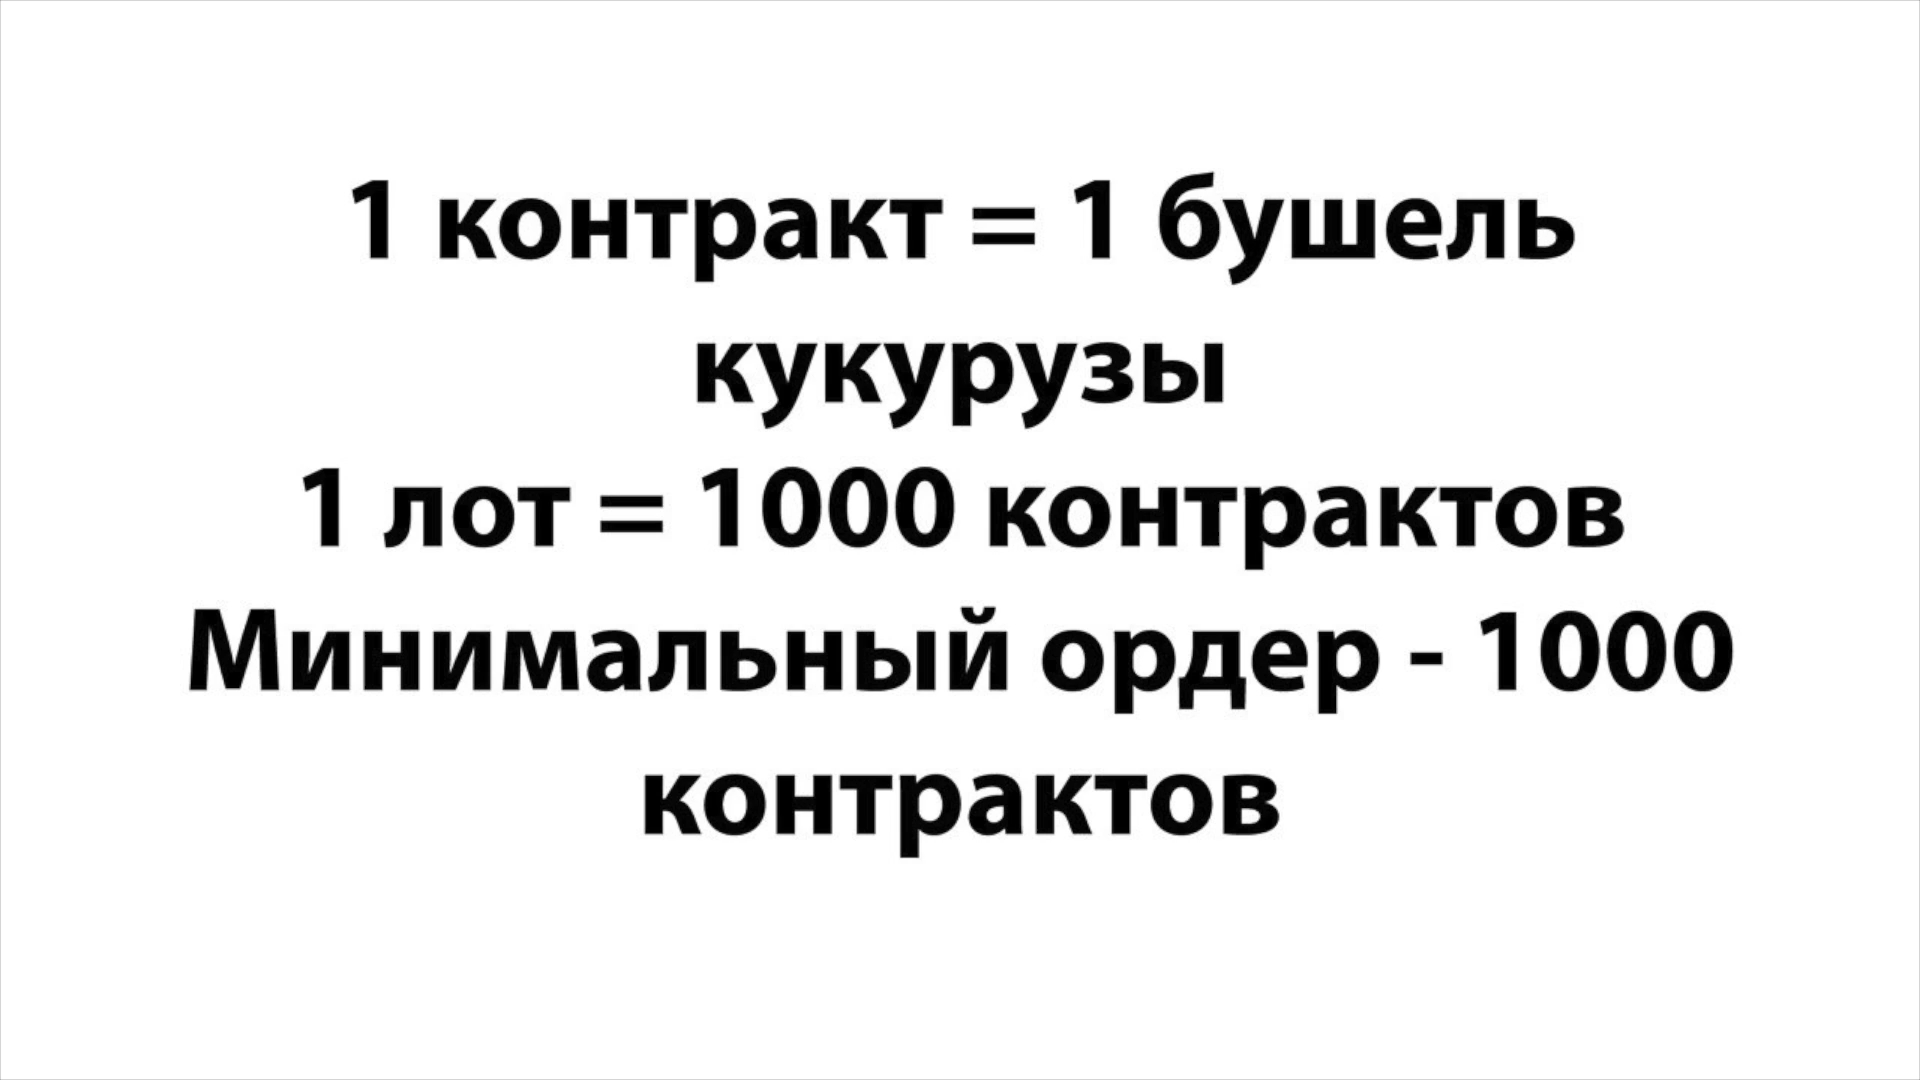 1 контракт = 1 бушель
кукурузы
1 лот = 1000 контрактов
Минимальный ордер - 1000
контрактов